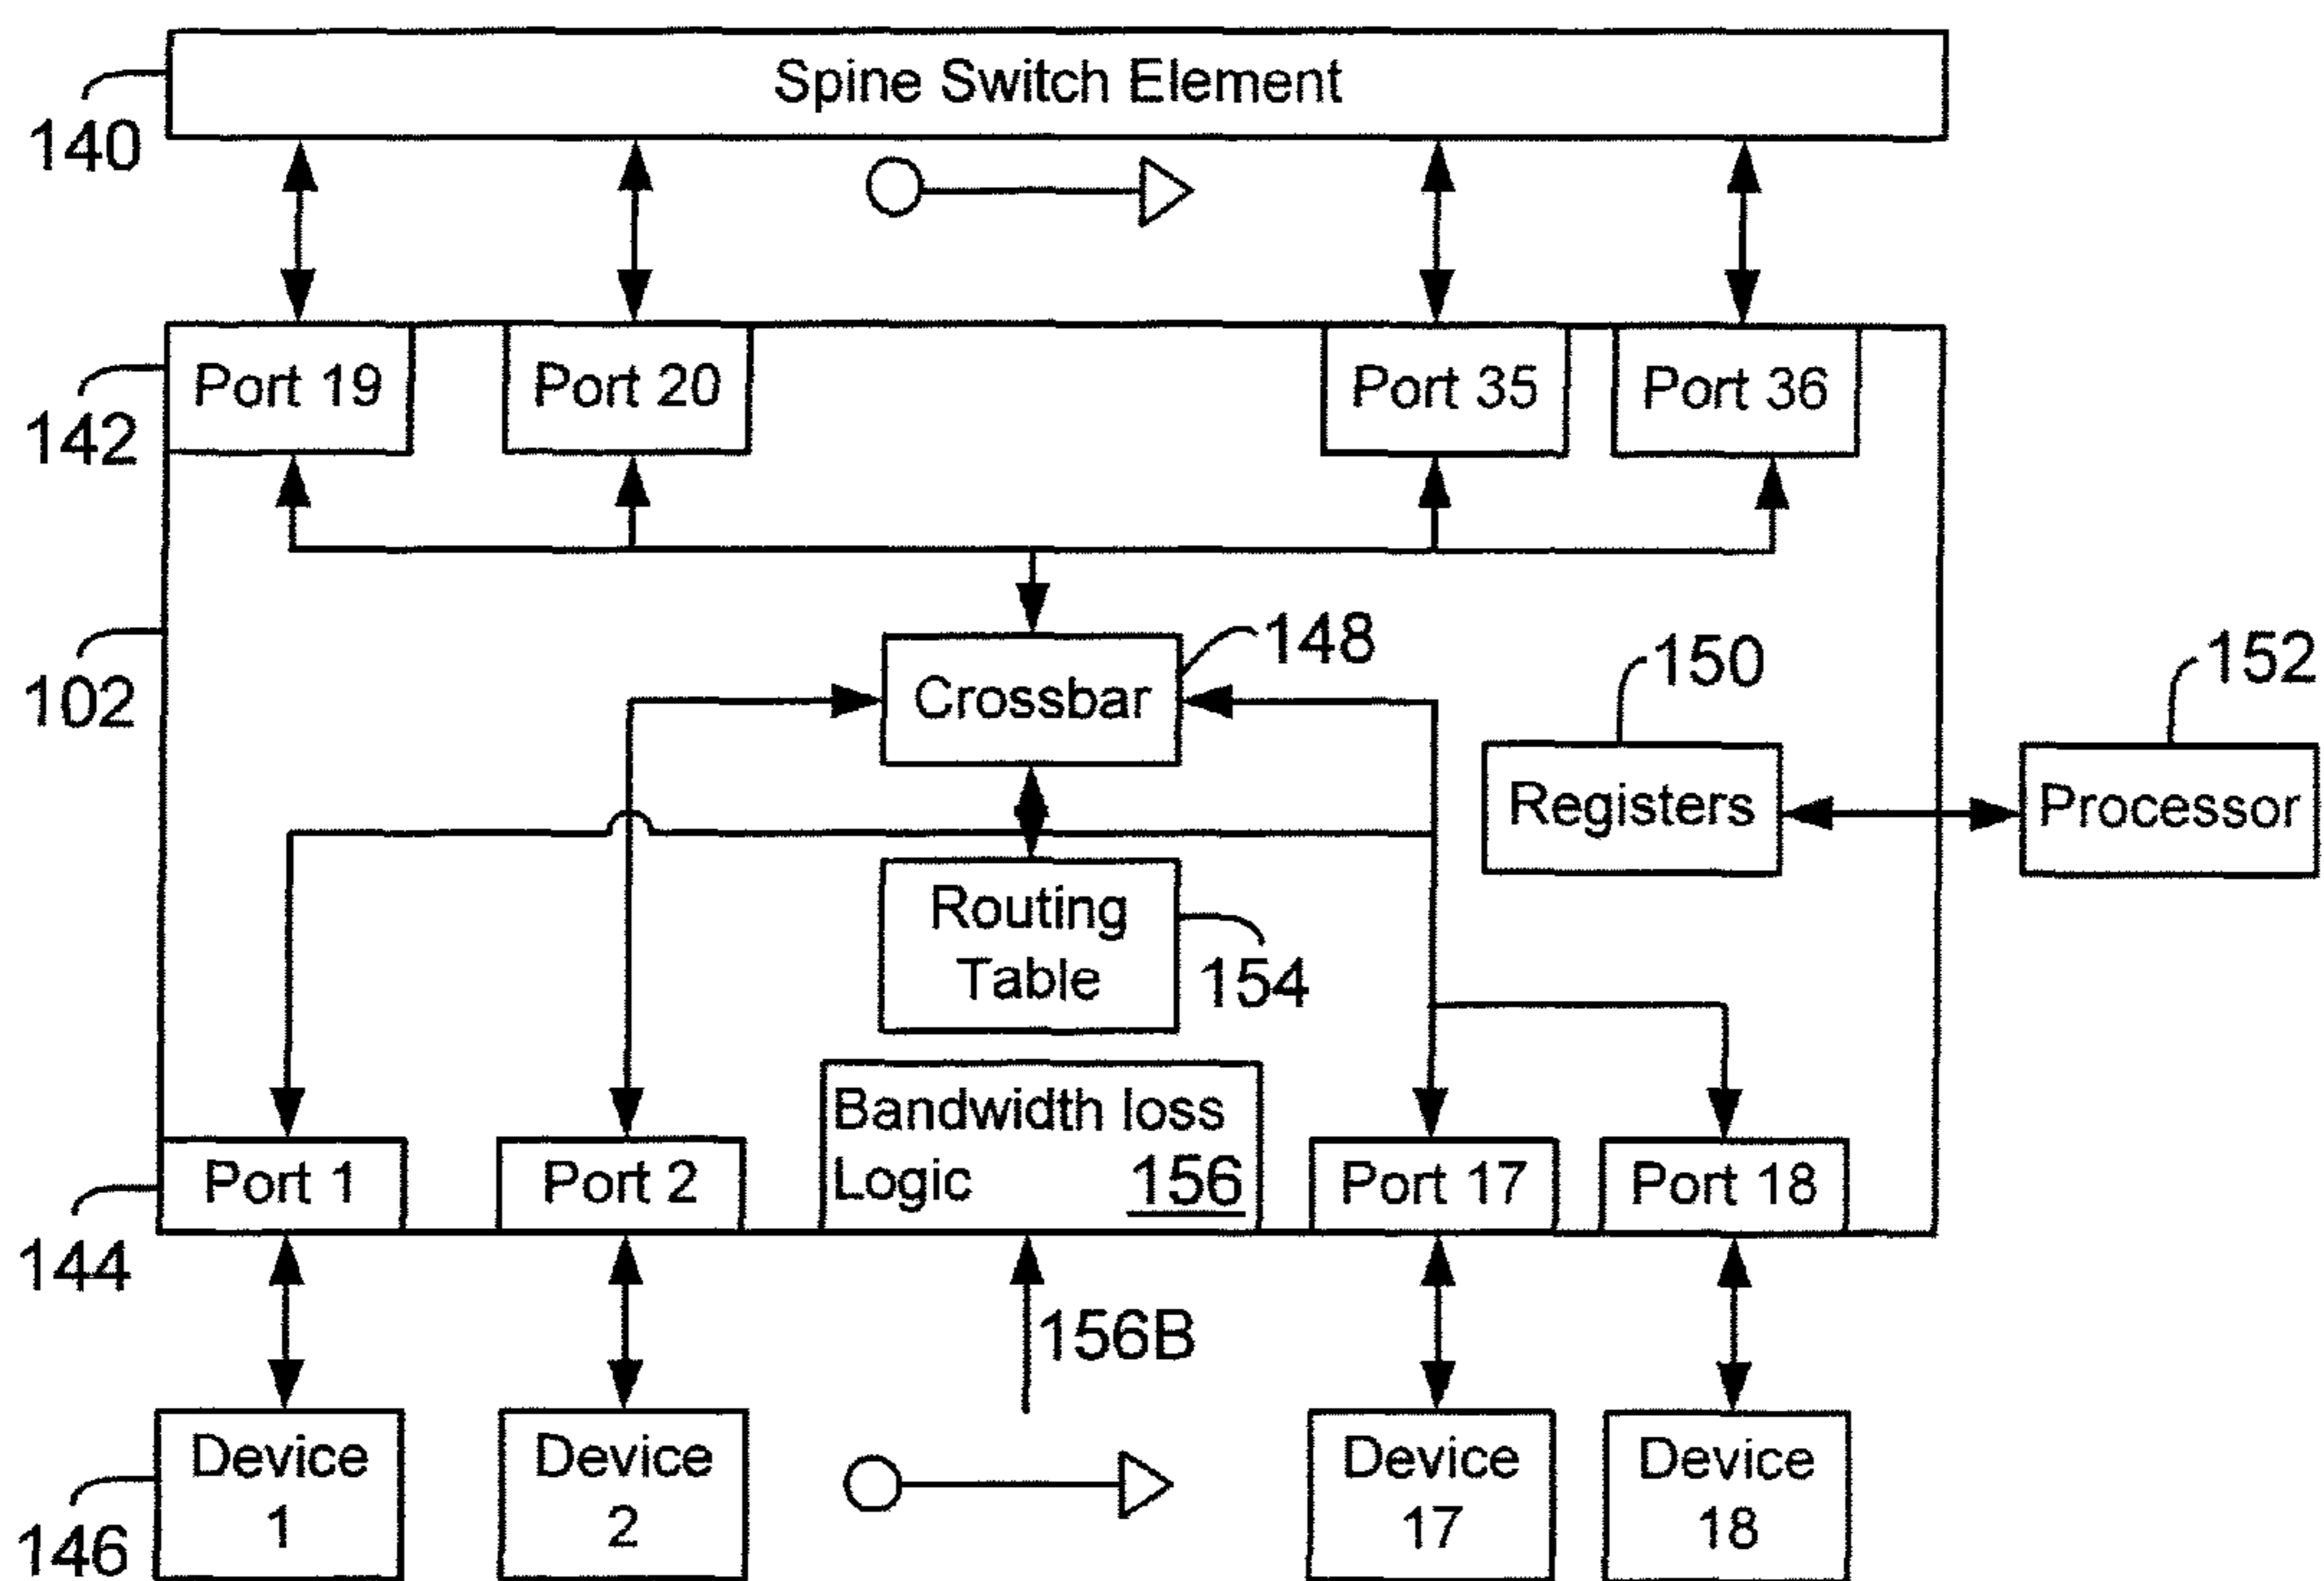 Spine Switch Element
140
Port 19
Port 20
Port 35
Port 36
142
148
150
152
102
Crossbar
Registers
Processor
Routing
Table
154
Bandwidth loss
Logic
156
Port 1
Port 2
Port 17
Port 18
144
156B
Device
1
Device
2
Device
17
Device
18
146